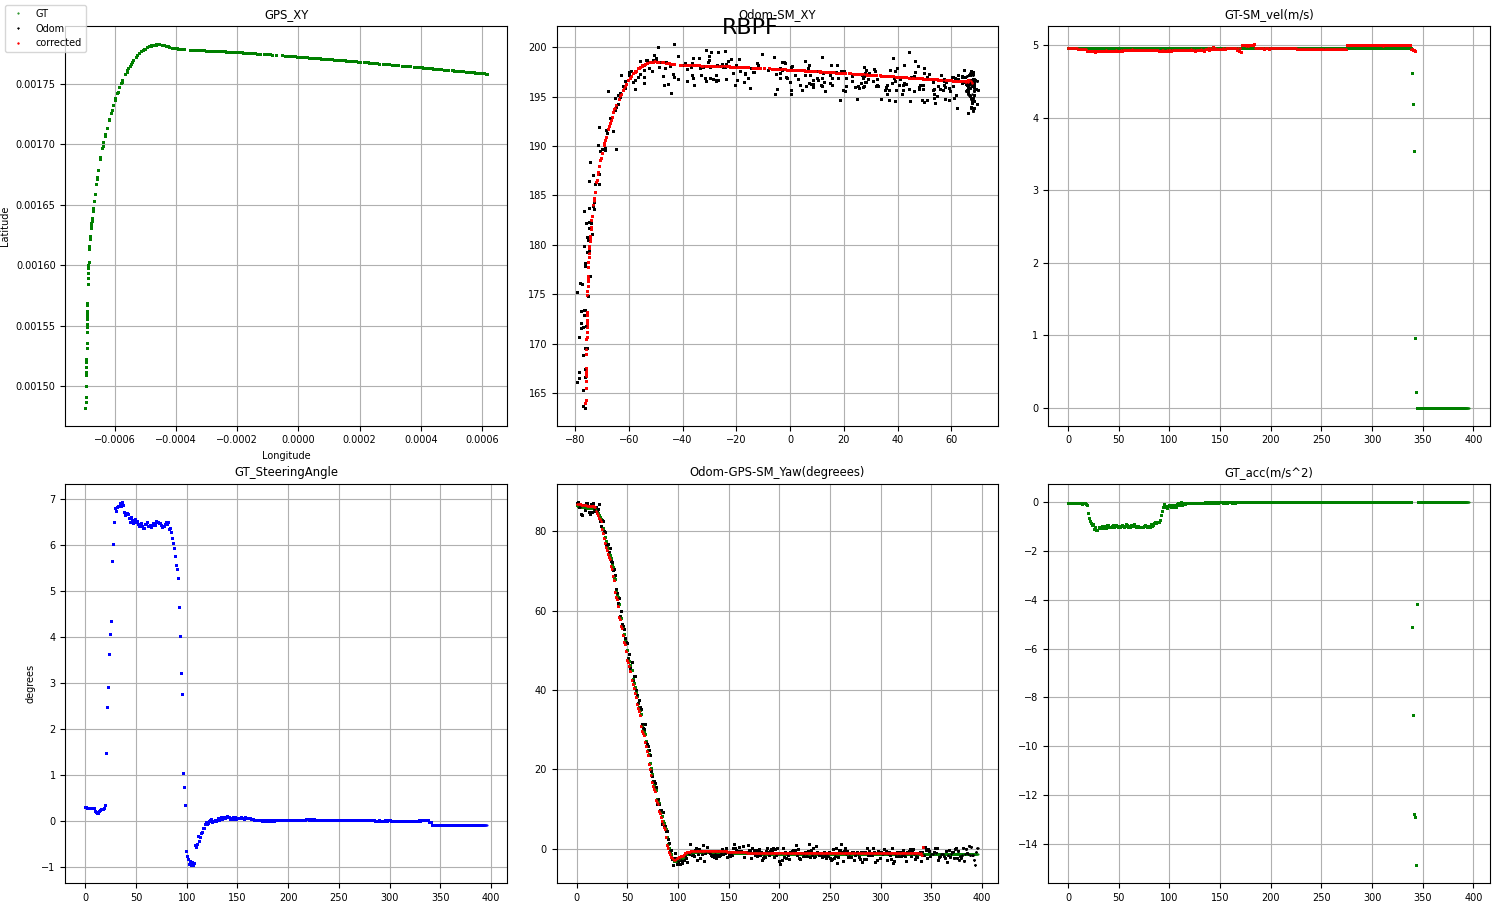 RBPF
GT
Odom
corrected
GPS_XY
0.00175
0.00170
0.00165
0.00160
0.00155
0.00150
Latitude
−0.0006 −0.0004 −0.0002 0.0000 0.0002 0.0004 0.0006
Longitude
Odom-SM_XY
200
195
190
185
180
175
170
165
−80 −60 −40 −20 0 20 40 60
GT-SM_vel(m/s)
5
4
3
2
1
0
0 50 100 150 200 250 300 350 400
GT_SteeringAngle
7
6
5
4
3
2
1
0
−1
degrees
0 50 100 150 200 250 300 350 400
Odom-GPS-SM_Yaw(degreees)
80
60
40
20
0
0 50 100 150 200 250 300 350 400
GT_acc(m/s^2)
0
−2
−4
−6
−8
−10
−12
−14
0 50 100 150 200 250 300 350 400